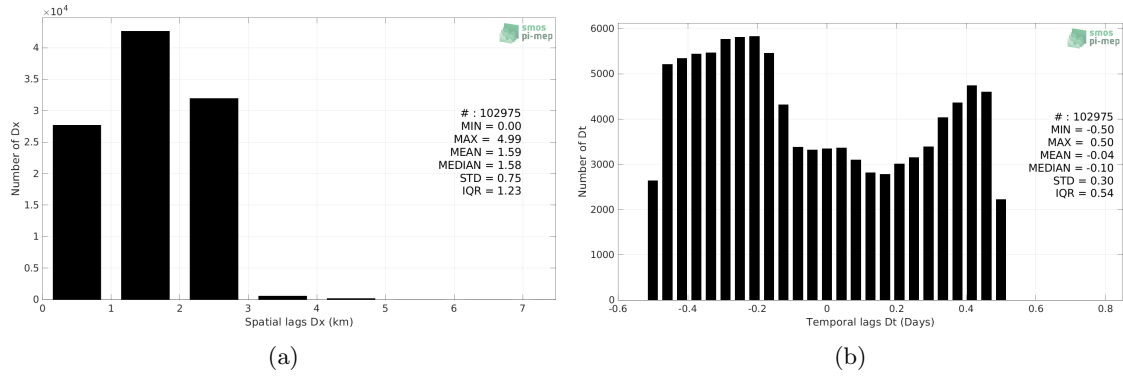 ×10⁴
4
3.5
3
2.5
2
1.5
1
0.5
0
Number of Dx
smos
pi-mep
# : 102975
MIN = 0.00
MAX = 4.99
MEAN = 1.59
MEDIAN = 1.58
STD = 0.75
IQR = 1.23
0 1 2 3 4 5 6 7
Spatial lags Dx (km)
(a)
6000
5000
4000
3000
2000
1000
0
Number of Dt
smos
pi-mep
# : 102975
MIN = -0.50
MAX = 0.50
MEAN = -0.04
MEDIAN = -0.10
STD = 0.30
IQR = 0.54
-0.6 -0.4 -0.2 0 0.2 0.4 0.6 0.8
Temporal lags Dt (Days)
(b)